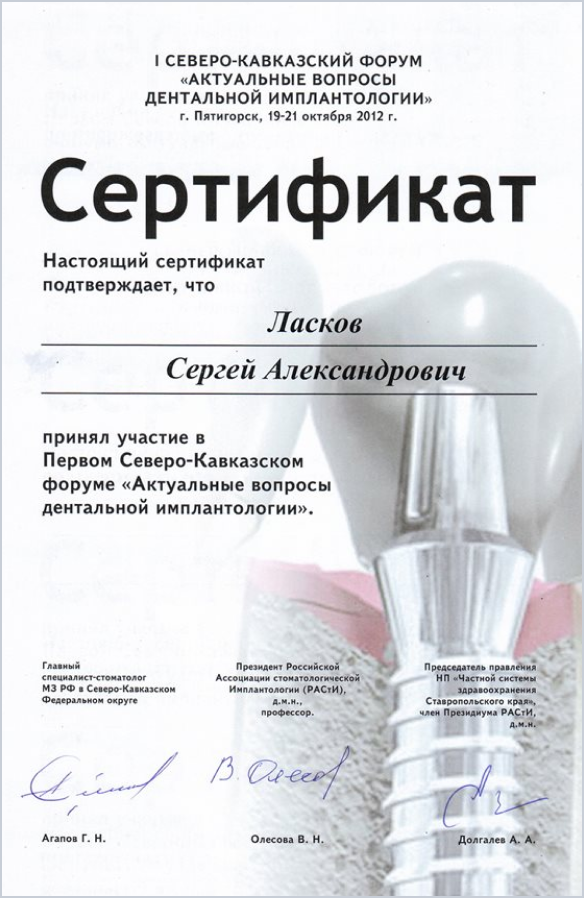 I СЕВЕРО-КАВКАЗСКИЙ ФОРУМ
«АКТУАЛЬНЫЕ ВОПРОСЫ
ДЕНТАЛЬНОЙ ИМПЛАНТОЛОГИИ»
г. Пятигорск, 19-21 октября 2012 г.
Сертификат
Настоящий сертификат
подтверждает, что
Ласков
Сергей Александрович
принял участие в
Первом Северо-Кавказском
форуме «Актуальные вопросы
дентальной имплантологии».
Главный
специалист-стоматолог
МЗ РФ в Северо-Кавказском
Федеральном округе
Президент Российской
Ассоциации стоматологической
Имплантологии (РАСтИ),
д.м.н.,
профессор.
Председатель правления
НП «Частной системы
здравоохранения
Ставропольского края»,
член Президиума РАСтИ,
д.м.н.
Агапов Г. Н.
Олесова В. Н.
Долгалев А. А.